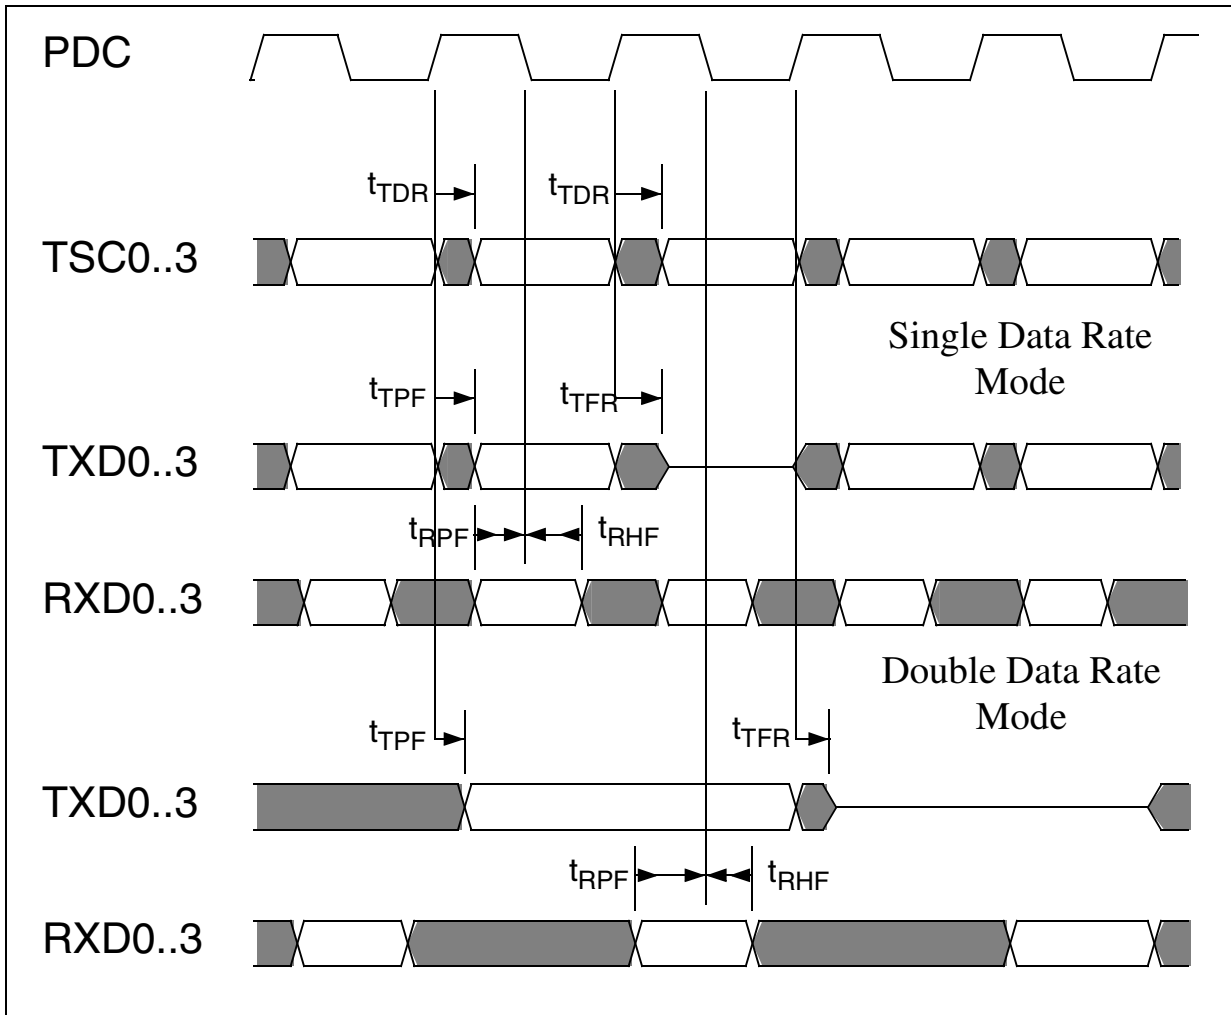 PDC
tTDR tTDR
TSC0..3
Single Data Rate
Mode
tTPF tTFR
TXD0..3
tRPF tRHF
RXD0..3
Double Data Rate
Mode
tTPF tTFR
TXD0..3
tRPF tRHF
RXD0..3